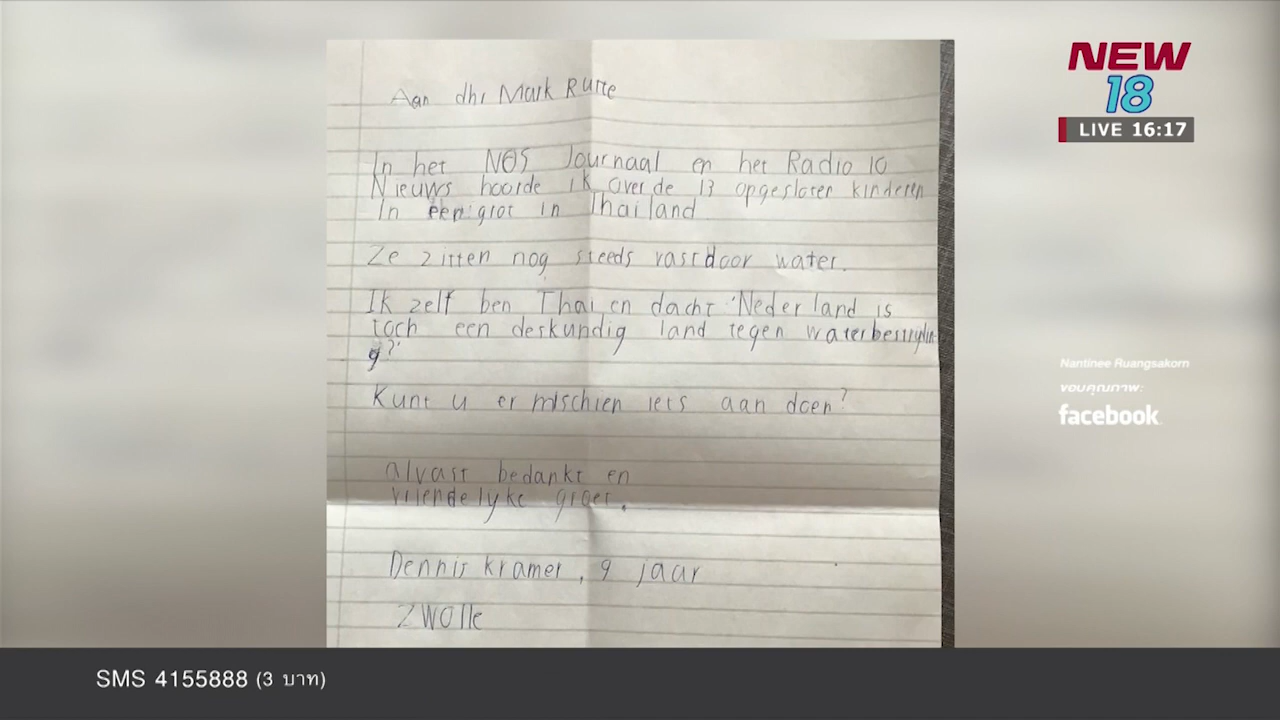 NEW
18
LIVE 16:17
Aan dhr Mark Rutte
In het NOS Journaal en het Radio 10
Nieuws hoorde ik over de 13 opgesloten kinderen
In een grot in Thailand
Ze zitten nog steeds vast door water.
Ik zelf ben Thai en dacht 'Nederland is
toch een deskundig land tegen waterbestrijdin
g?'
Kunt u er mischien iets aan doen?
alvast bedankt en
vriendelyke groet,
Dennis Kramer, 9 jaar
Zwolle
Nantinee Ruangsakorn
ขอบคุณภาพ:
facebook.
SMS 4155888 (3 บาท)